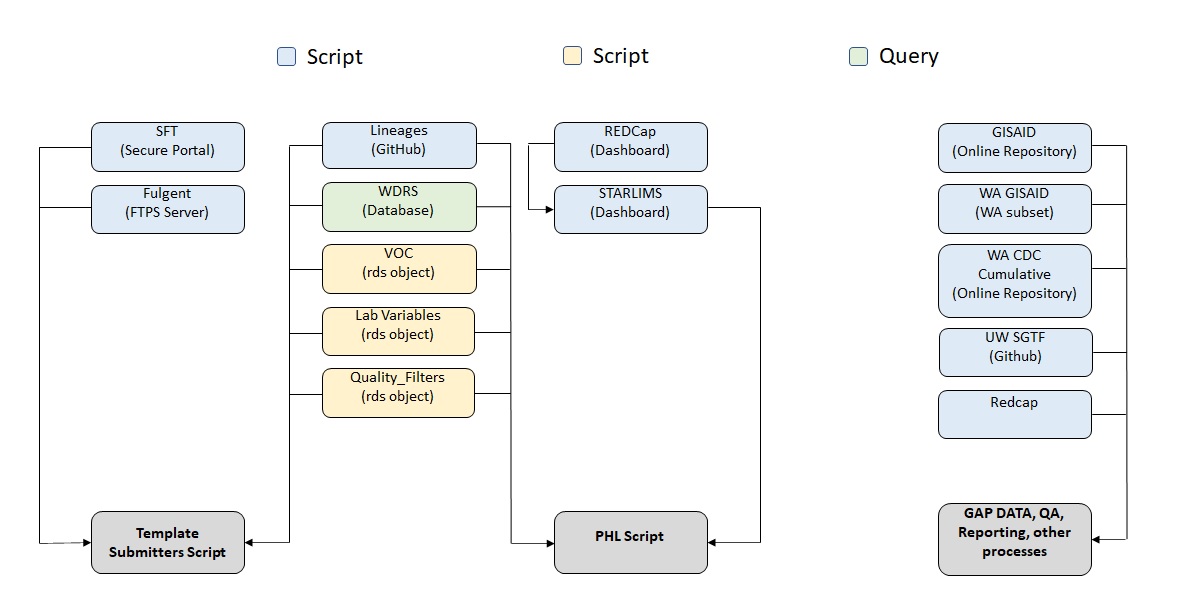 Script
Script
Query
SFT
(Secure Portal)
Fulgent
(FTPS Server)
Lineages
(GitHub)
WDRS
(Database)
VOC
(rds object)
Lab Variables
(rds object)
Quality_Filters
(rds object)
REDCap
(Dashboard)
STARLIMS
(Dashboard)
GISAID
(Online Repository)
WA GISAID
(WA subset)
WA CDC
Cumulative
(Online Repository)
UW SGTF
(Github)
Redcap
Template
Submitters Script
PHL Script
GAP DATA, QA,
Reporting, other
processes